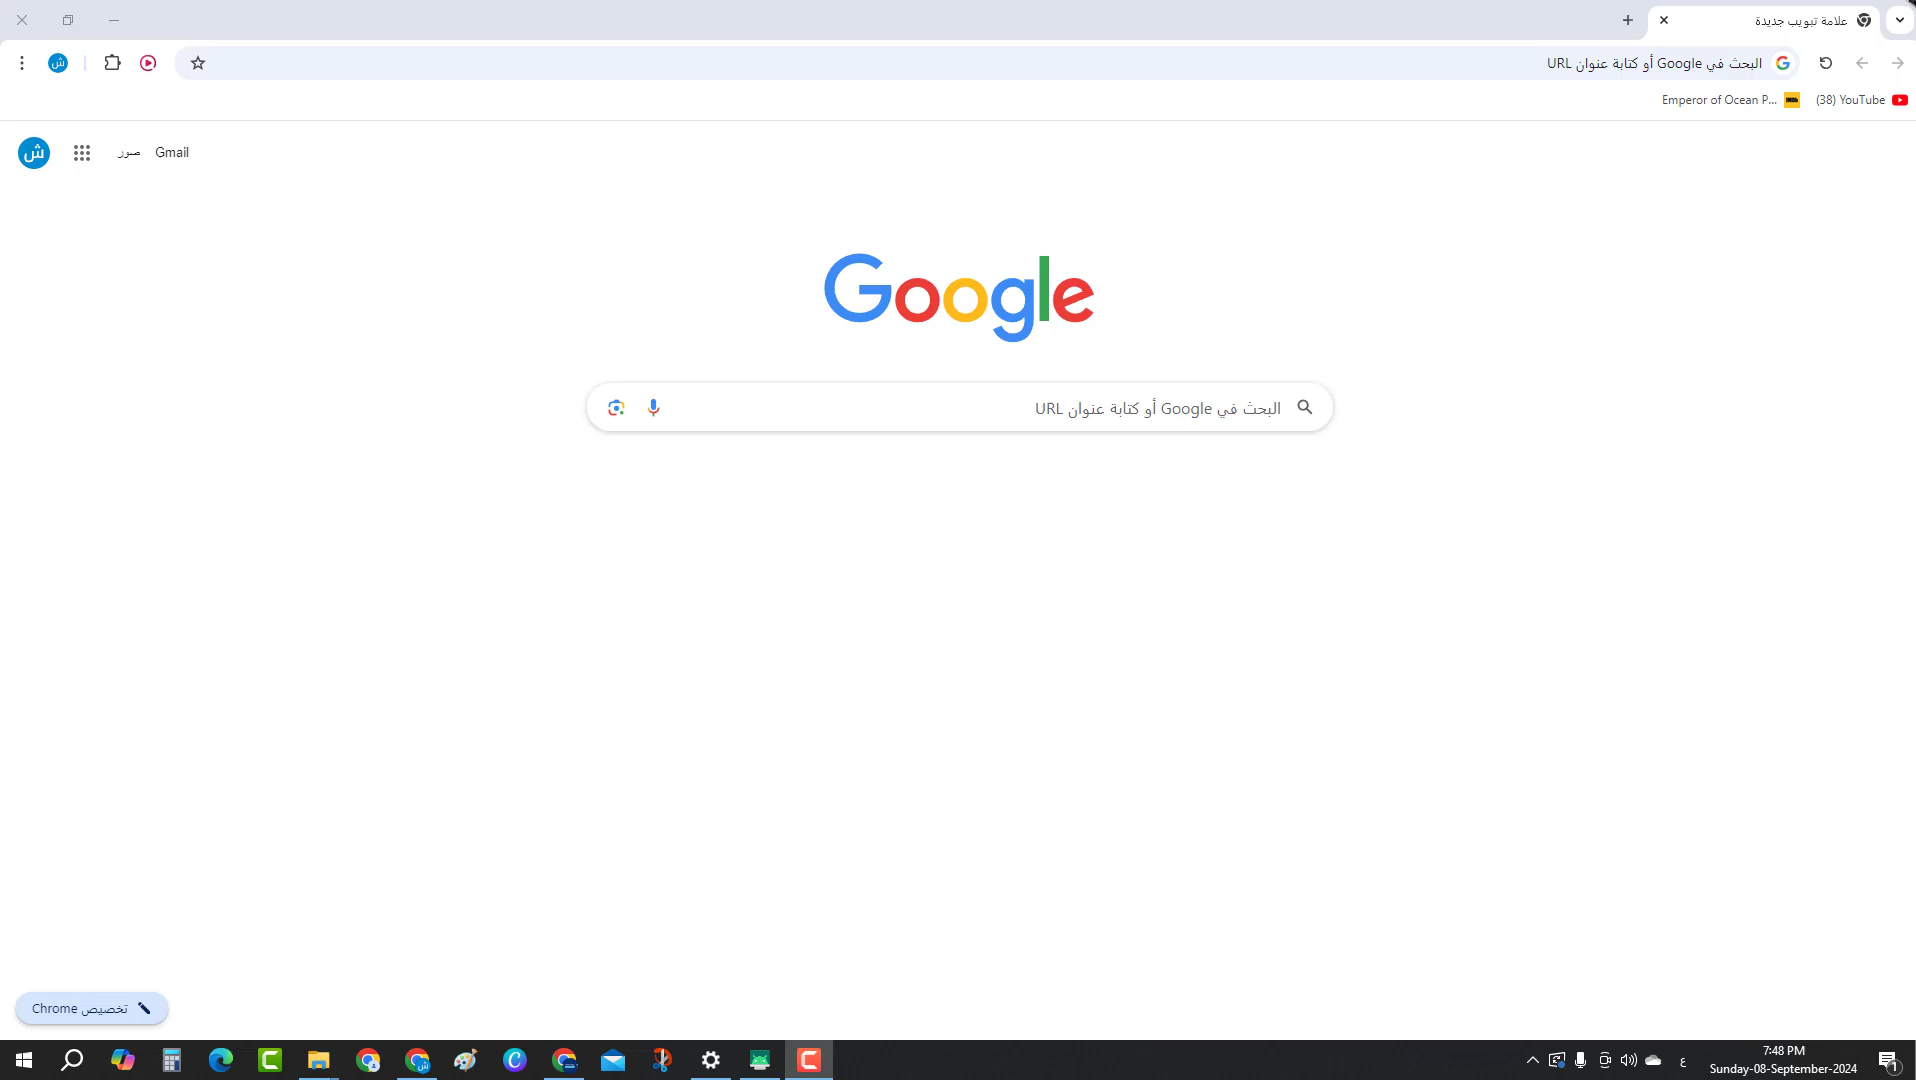 علامة تبويب جديدة
البحث في Google أو كتابة عنوان URL
ش
(38) YouTube
Emperor of Ocean P...
ش
صور
Gmail
Google
البحث في Google أو كتابة عنوان URL
تخصيص Chrome
ش
ع
7:48 PM
Sunday-08-September-2024
1